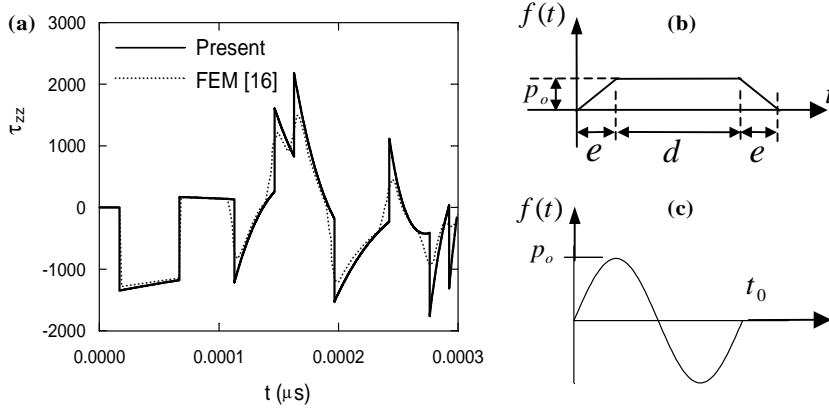 (a)
3000
2000
1000
0
-1000
-2000
τzz
Present
FEM [16]
0.0000
0.0001
0.0002
0.0003
t (μs)
f(t)
(b)
po
t
e
d
e
f(t)
(c)
po
t0